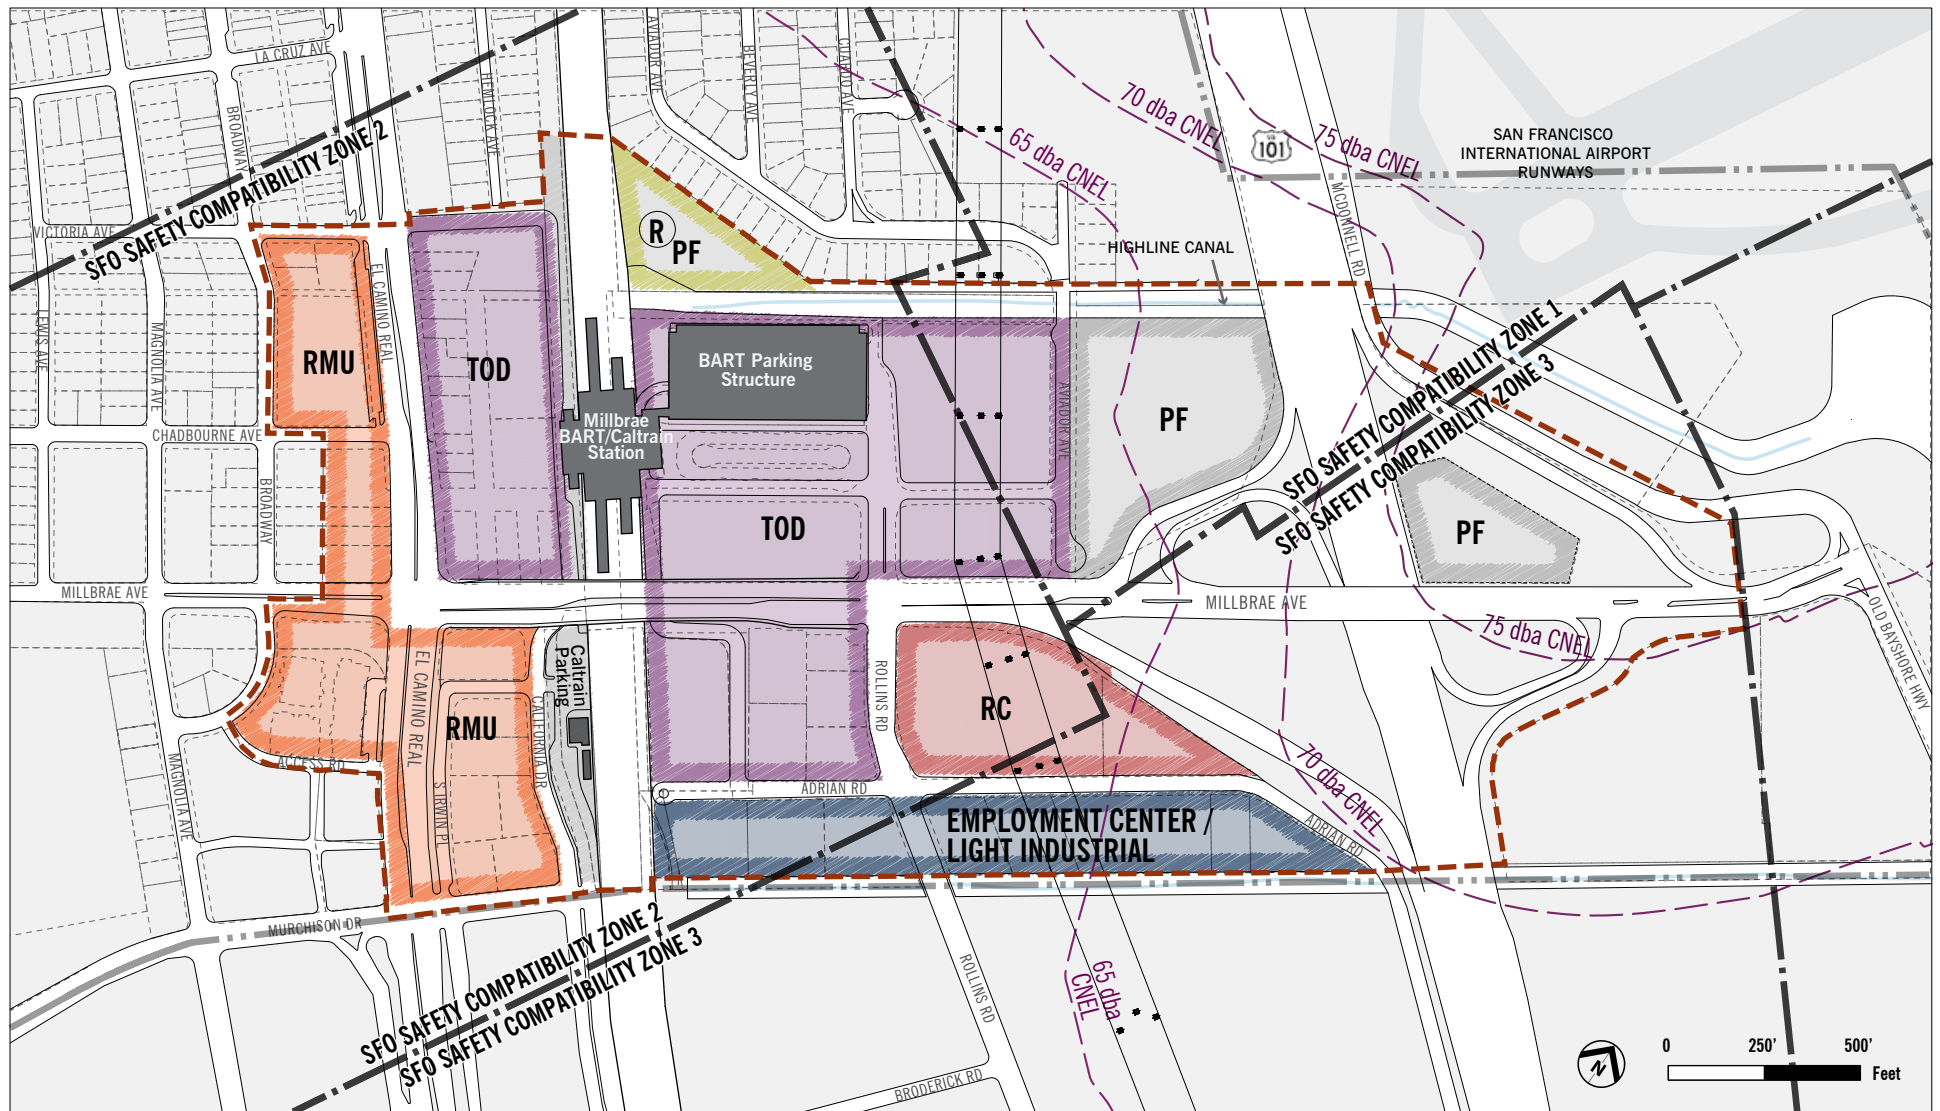 LA CRUZ AVE
BROADWAY
HEMLOCK AVE
AVIADOR AVE
BEVERLY AVE
CUARDO AVE
SFO SAFETY COMPATIBILITY ZONE 2
VICTORIA AVE
65 dba CNEL
70 dba CNEL
75 dba CNEL
US
101
SAN FRANCISCO
INTERNATIONAL AIRPORT
RUNWAYS
MCDONNELL RD
HIGHLINE CANAL
R
PF
EL CAMINO REAL
LEWIS AVE
MAGNOLIA AVE
RMU
TOD
BART Parking
Structure
Millbrae
BART/Caltrain
Station
AVIADOR AVE
PF
SFO SAFETY COMPATIBILITY ZONE 1
SFO SAFETY COMPATIBILITY ZONE 3
CHADBOURNE AVE
BROADWAY
TOD
PF
MILLBRAE AVE
MILLBRAE AVE
75 dba CNEL
OLD BAYSHORE HWY
Caltrain
Parking
EL CAMINO REAL
RMU
CALIFORNIA DR
S IRWIN PL
ROLLINS RD
RC
ACCESS RD
MAGNOLIA AVE
ADRIAN RD
70 dba CNEL
EMPLOYMENT CENTER /
LIGHT INDUSTRIAL
ADRIAN RD
MURCHISON DR
SFO SAFETY COMPATIBILITY ZONE 2
SFO SAFETY COMPATIBILITY ZONE 3
ROLLINS RD
65 dba
CNEL
BRODERICK RD
N
0 250' 500'
Feet